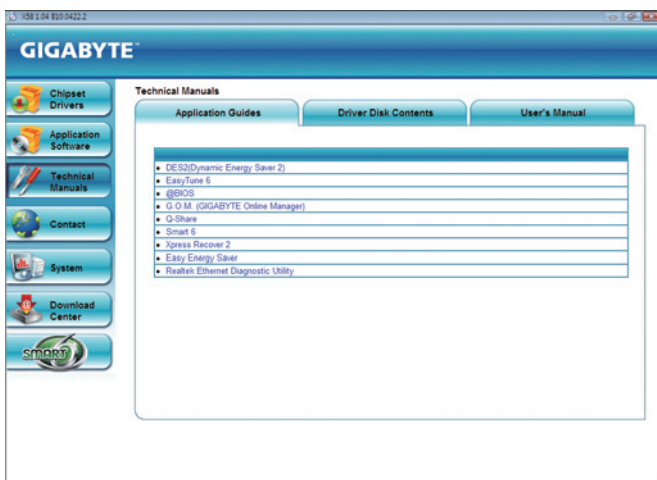 X58 1.04 B10.0422.2
GIGABYTE™
Chipset
Drivers
Application
Software
Technical
Manuals
Contact
System
Download
Center
SMART6
Technical Manuals
Application Guides
Driver Disk Contents
User's Manual
DES2(Dynamic Energy Saver 2)
EasyTune 6
@BIOS
G.O.M. (GIGABYTE Online Manager)
Q-Share
Smart 6
Xpress Recover 2
Easy Energy Saver
Realtek Ethernet Diagnostic Utility